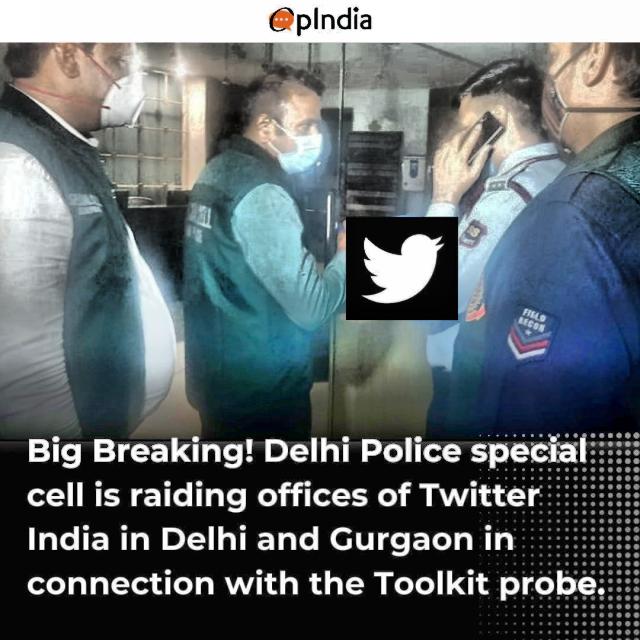 OpIndia
FIELD
RECON
Big Breaking! Delhi Police special
cell is raiding offices of Twitter
India in Delhi and Gurgaon in
connection with the Toolkit probe.